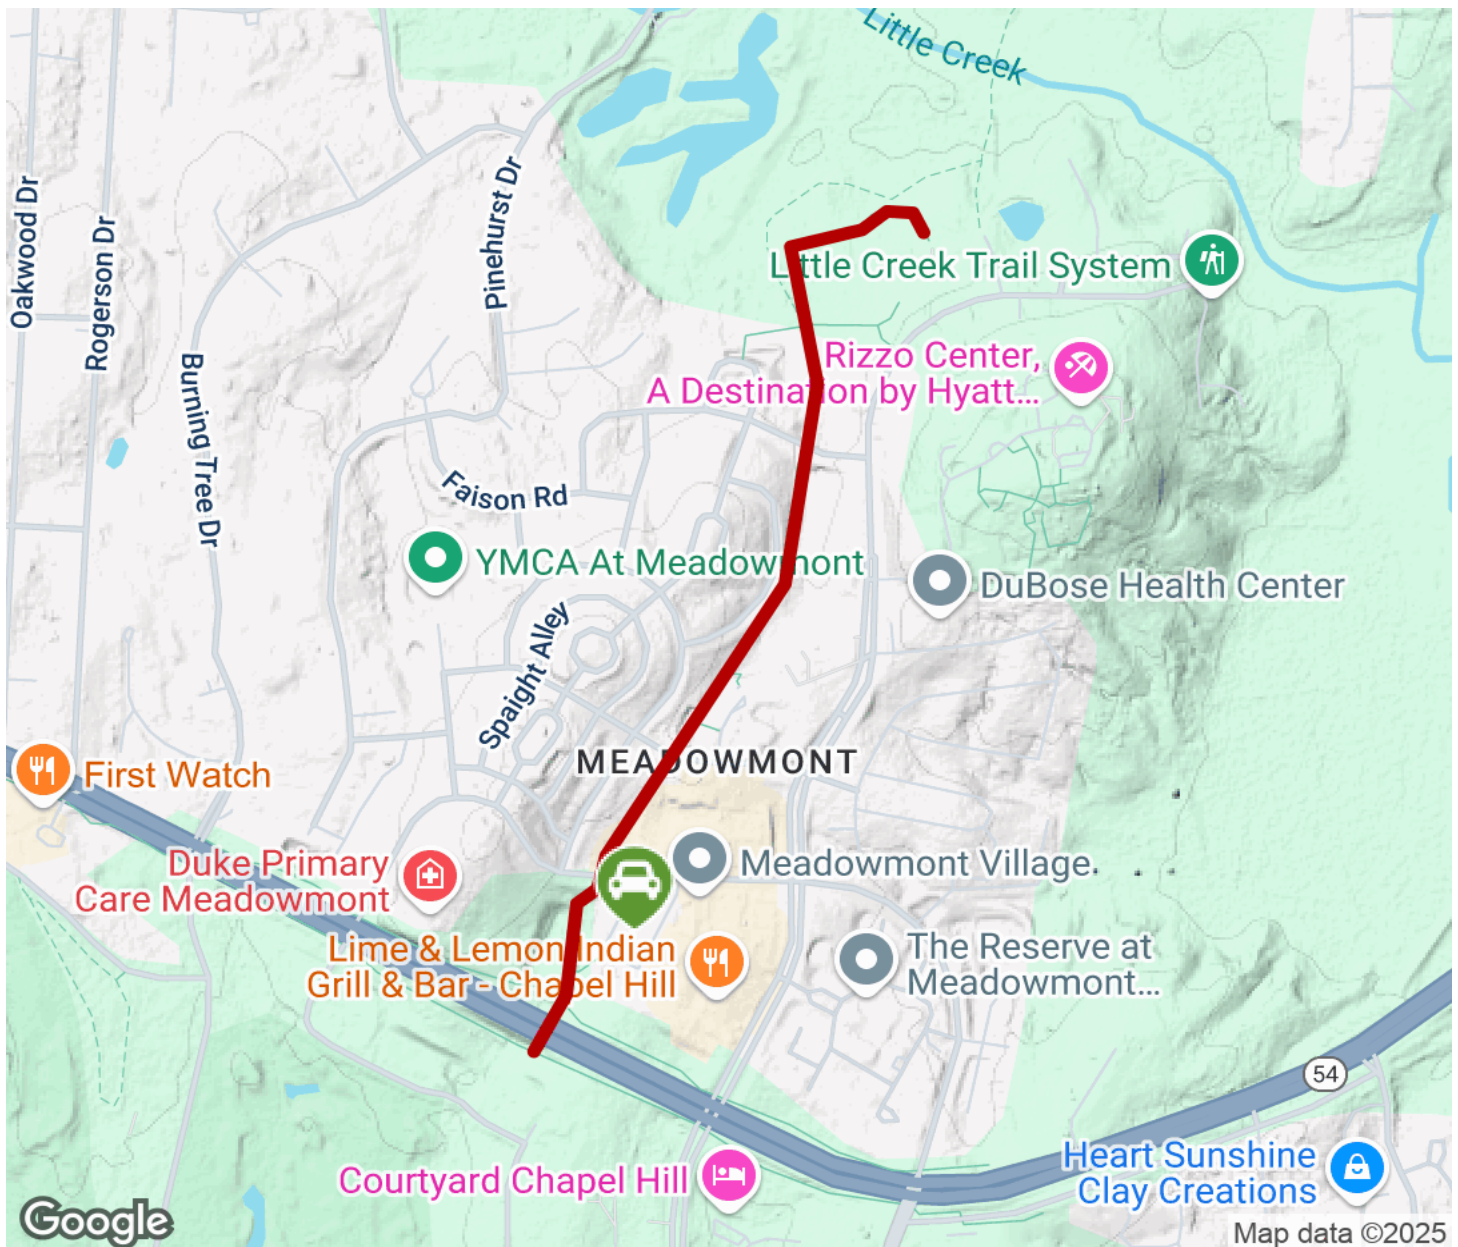 Little Creek
Oakwood Dr
Rogerson Dr
Pinehurst Dr
Little Creek Trail System
Burning Tree Dr
Rizzo Center,
A Destination by Hyatt...
Faison Rd
YMCA At Meadowmont
DuBose Health Center
Spaight Alley
MEADOWMONT
First Watch
Duke Primary
Care Meadowmont
Meadowmont Village.
Lime & Lemon Indian
Grill & Bar - Chapel Hill
The Reserve at
Meadowmont...
54
Courtyard Chapel Hill
Heart Sunshine
Clay Creations
Google
Map data ©2025